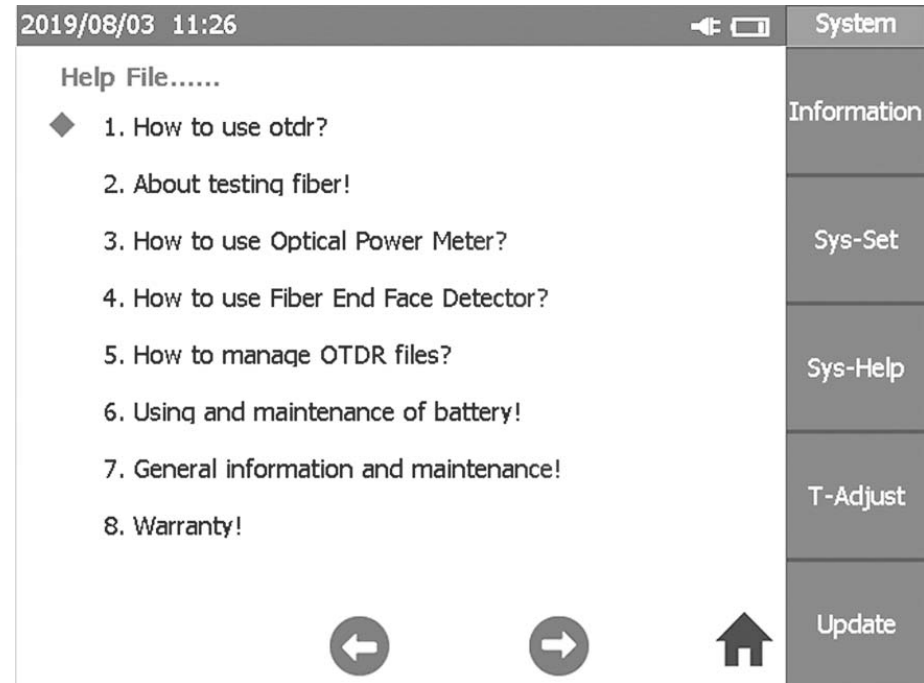 2019/08/03 11:26
System
Help File......
1. How to use otdr?
2. About testing fiber!
3. How to use Optical Power Meter?
4. How to use Fiber End Face Detector?
5. How to manage OTDR files?
6. Using and maintenance of battery!
7. General information and maintenance!
8. Warranty!
Information
Sys-Set
Sys-Help
T-Adjust
Update